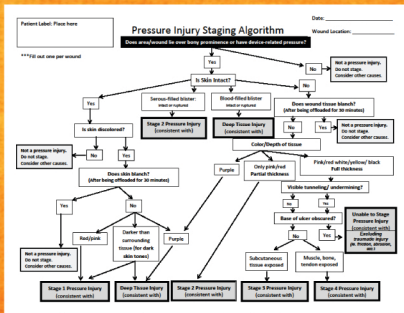 Patient Label: Place here
Date:
Pressure Injury Staging Algorithm
Wound Location:
Does area/wound lie over bony prominence or have device-related pressure?
***Fill out one per wound
Yes
No
Not a pressure injury.
Do not stage.
Consider other causes.
Is Skin Intact?
Yes
Serous-filled blister:
Intact or ruptured
Blood-filled blister:
Intact or ruptured
No
Stage 2 Pressure Injury
(consistent with)
Deep Tissue Injury
(consistent with)
Does wound tissue blanch?
(After being offloaded for 30 minutes)
Is skin discolored?
No
Yes
Not a pressure injury.
Do not stage.
Consider other causes.
Color/Depth of tissue
Not a pressure injury.
Do not stage.
Consider other causes.
No
Yes
Does skin blanch?
(After being offloaded for 30 minutes)
Purple
Only pink/red
Partial thickness
Pink/red white/yellow/ black
Full thickness
Visible tunneling/ undermining?
No
Yes
Yes
No
Base of ulcer obscured?
Unable to Stage
Pressure Injury
(consistent with)
Excluding
traumatic injury
Red/pink
Darker than
surrounding
tissue (for dark
skin tones)
Purple
No
Yes
Not a pressure injury.
Do not stage.
Consider other causes.
Subcutaneous
tissue exposed
Muscle, bone,
tendon exposed
Stage 1 Pressure Injury
(consistent with)
Deep Tissue Injury
(consistent with)
Stage 2 Pressure Injury
(consistent with)
Stage 3 Pressure Injury
(consistent with)
Stage 4 Pressure Injury
(consistent with)